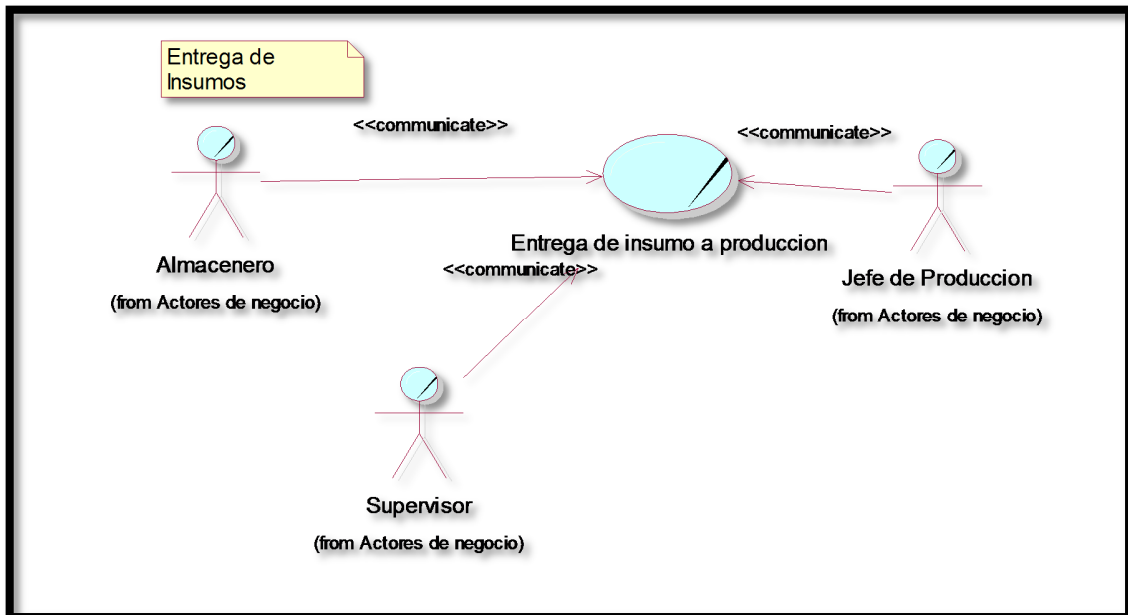 Entrega de
Insumos
<<communicate>>
<<communicate>>
Entrega de insumo a produccion
<<communicate>>
Almacenero
(from Actores de negocio)
Jefe de Produccion
(from Actores de negocio)
Supervisor
(from Actores de negocio)